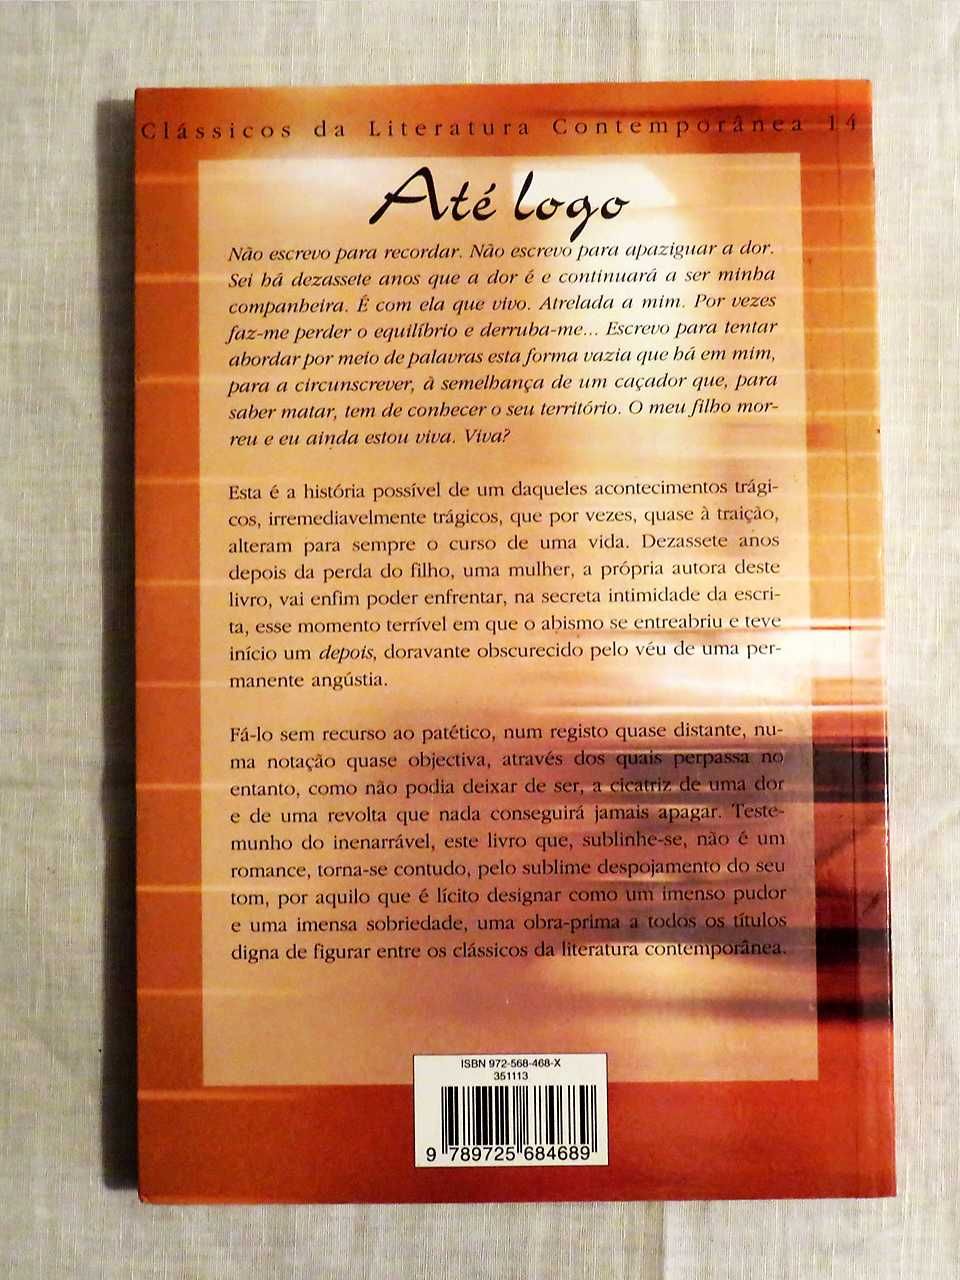 Clássicos da Literatura Contemporânea 14
Até logo
Não escrevo para recordar. Não escrevo para apaziguar a dor.
Sei há dezassete anos que a dor é e continuará a ser minha
companheira. É com ela que vivo. Atrelada a mim. Por vezes
faz-me perder o equilíbrio e derruba-me... Escrevo para tentar
abordar por meio de palavras esta forma vazia que há em mim,
para a circunscrever, à semelhança de um caçador que, para
saber matar, tem de conhecer o seu território. O meu filho mor-
reu e eu ainda estou viva. Viva?
Esta é a história possível de um daqueles acontecimentos trági-
cos, irremediavelmente trágicos, que por vezes, quase à traição,
alteram para sempre o curso de uma vida. Dezassete anos
depois da perda do filho, uma mulher, a própria autora deste
livro, vai enfim poder enfrentar, na secreta intimidade da escri-
ta, esse momento terrível em que o abismo se entreabriu e teve
início um depois, doravante obscurecido pelo véu de uma per-
manente angústia.
Fá-lo sem recurso ao patético, num registo quase distante, nu-
ma notação quase objectiva, através dos quais perpassa no
entanto, como não podia deixar de ser, a cicatriz de uma dor
e de uma revolta que nada conseguirá jamais apagar. Teste-
munho do inenarrável, este livro que, sublinhe-se, não é um
romance, torna-se contudo, pelo sublime despojamento do seu
tom, por aquilo que é lícito designar como um imenso pudor
e uma imensa sobriedade, uma obra-prima a todos os títulos
digna de figurar entre os clássicos da literatura contemporânea.
ISBN 972-568-468-X
351113
9 789725 684689